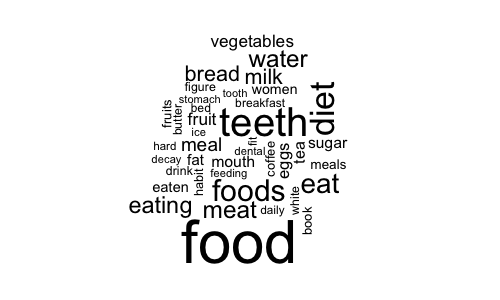 vegetables
water
bread milk
figure tooth women
stomach breakfast
fruits butter bed
fruit teeth diet
ice
hard meal dental fit coffee eggs tea sugar
decay fat mouth meals
drink habit feeding
eaten foods eat
eating meat daily white book
food